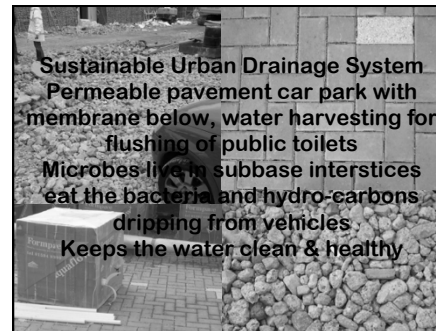 Sustainable Urban Drainage System
Permeable pavement car park with
membrane below, water harvesting for
flushing of public toilets
Microbes live in subbase interstices
eat the bacteria and hydro-carbons
dripping from vehicles
Keeps the water clean & healthy
Formpave